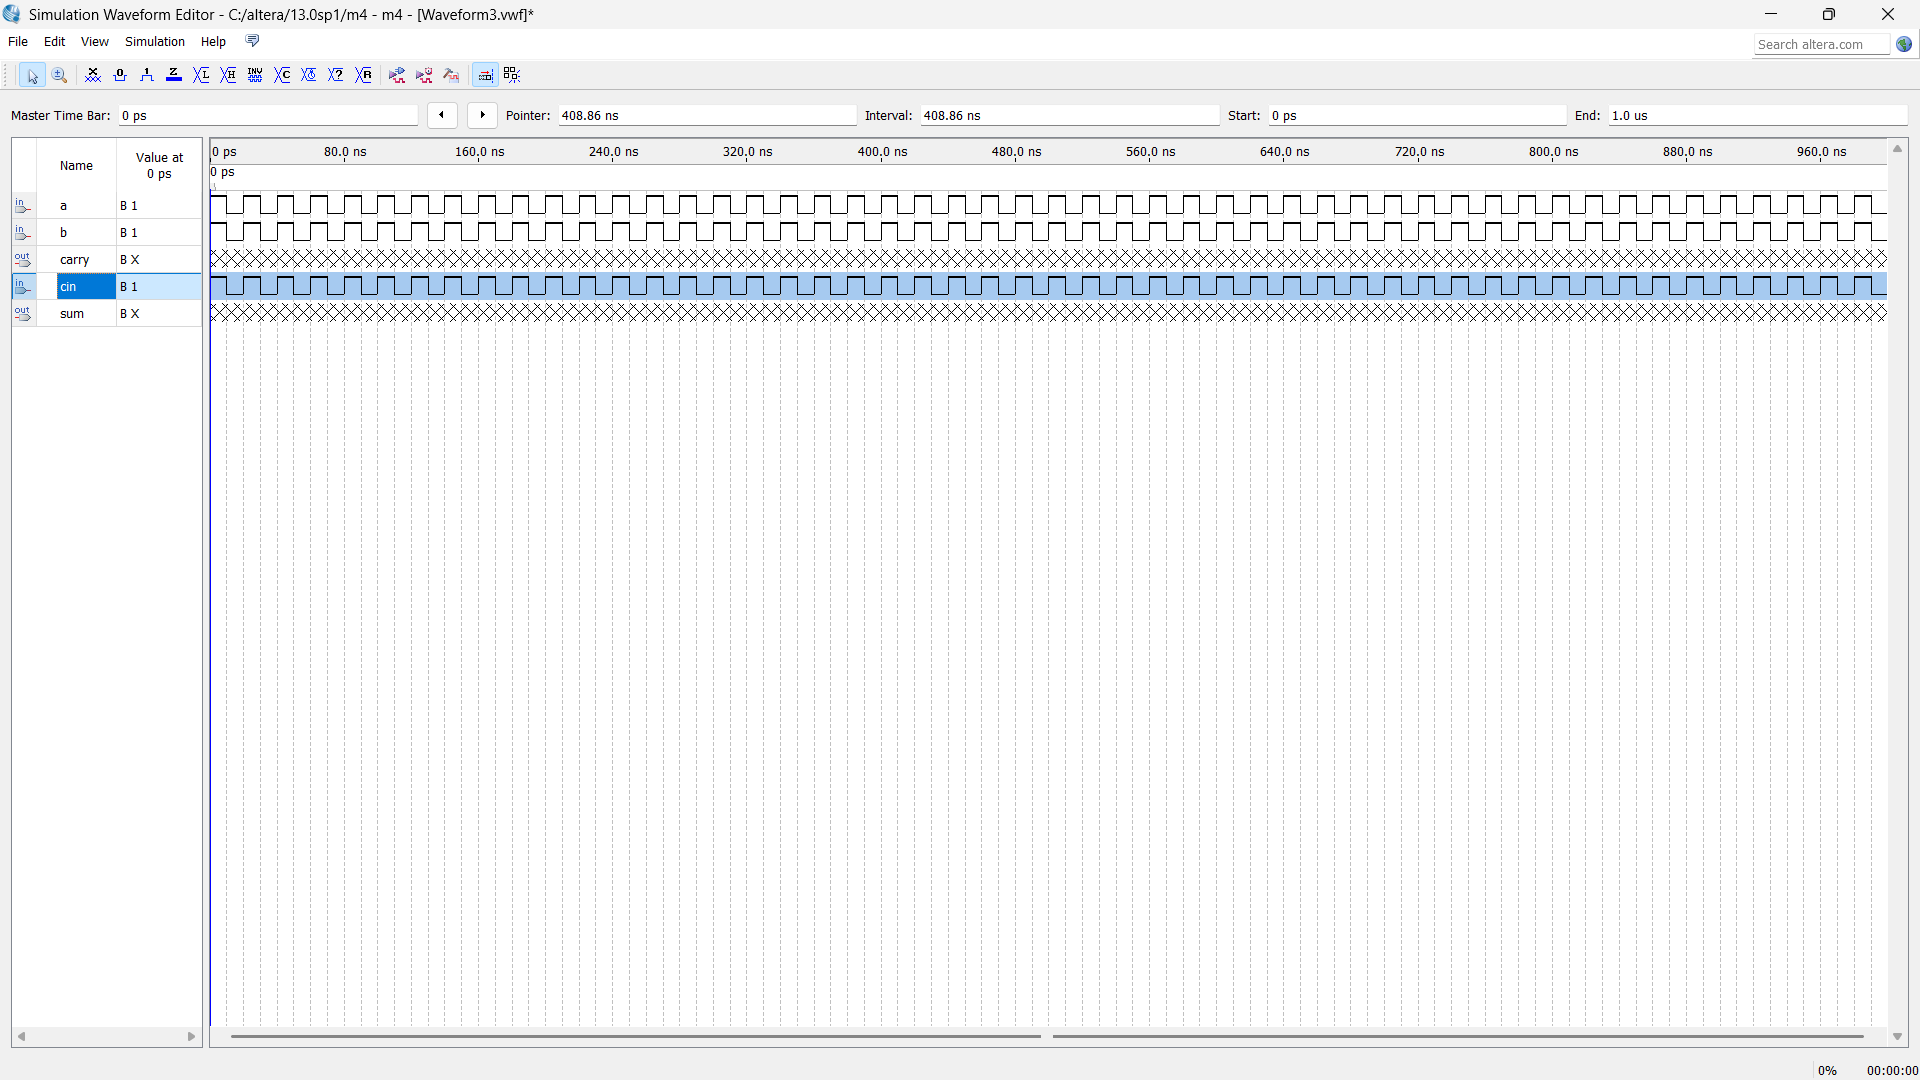 Simulation Waveform Editor - C:/altera/13.0sp1/m4 - m4 - [Waveform3.vwf]*
File Edit View Simulation Help
Search altera.com
Master Time Bar: 0 ps Pointer: 408.86 ns Interval: 408.86 ns Start: 0 ps End: 1.0 us
Name Value at 0 ps
0 ps 80.0 ns 160.0 ns 240.0 ns 320.0 ns 400.0 ns 480.0 ns 560.0 ns 640.0 ns 720.0 ns 800.0 ns 880.0 ns 960.0 ns
0 ps
in a B 1
in b B 1
out carry B X
in cin B 1
out sum B X
0% 00:00:00